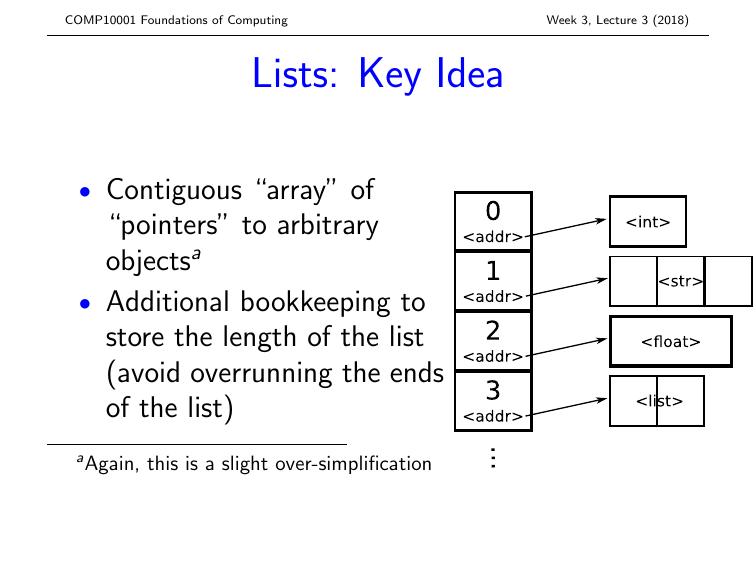 COMP10001 Foundations of Computing
Week 3, Lecture 3 (2018)
Lists: Key Idea
• Contiguous “array” of
“pointers” to arbitrary
objectsᵃ
• Additional bookkeeping to
store the length of the list
(avoid overrunning the ends
of the list)
ᵃAgain, this is a slight over-simplification
0
<addr>
<int>
1
<addr>
<str>
2
<addr>
<float>
3
<addr>
<list>
⋮